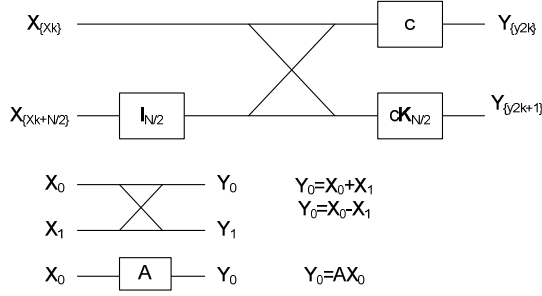 X{Xk}
c
Y{y2k}
X{Xk+N/2}
IN/2
cKN/2
Y{y2k+1}
X0
Y0
Y0=X0+X1
Y0=X0-X1
X1
Y1
X0
A
Y0
Y0=AX0